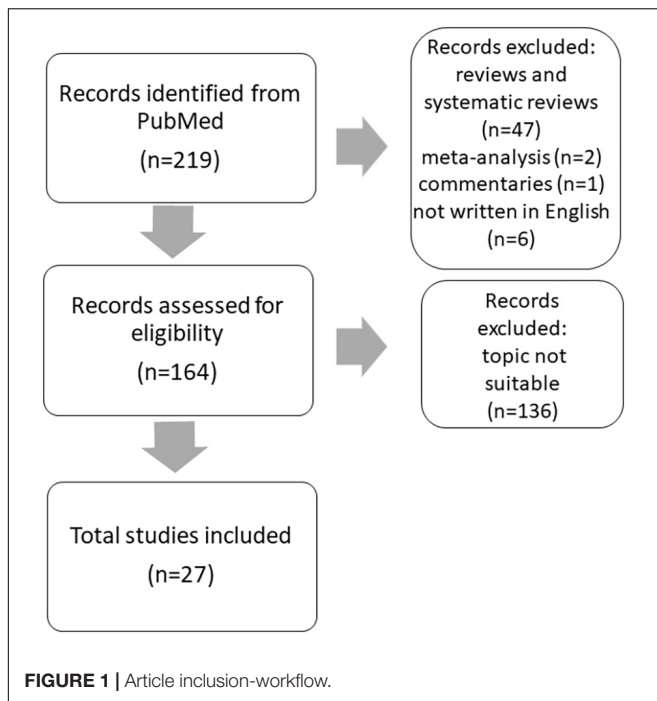 Records identified from
PubMed
(n=219)
Records excluded:
reviews and
systematic reviews
(n=47)
meta-analysis (n=2)
commentaries (n=1)
not written in English
(n=6)
Records assessed for
eligibility
(n=164)
Records
excluded:
topic not
suitable
(n=136)
Total studies included
(n=27)
FIGURE 1 | Article inclusion-workflow.